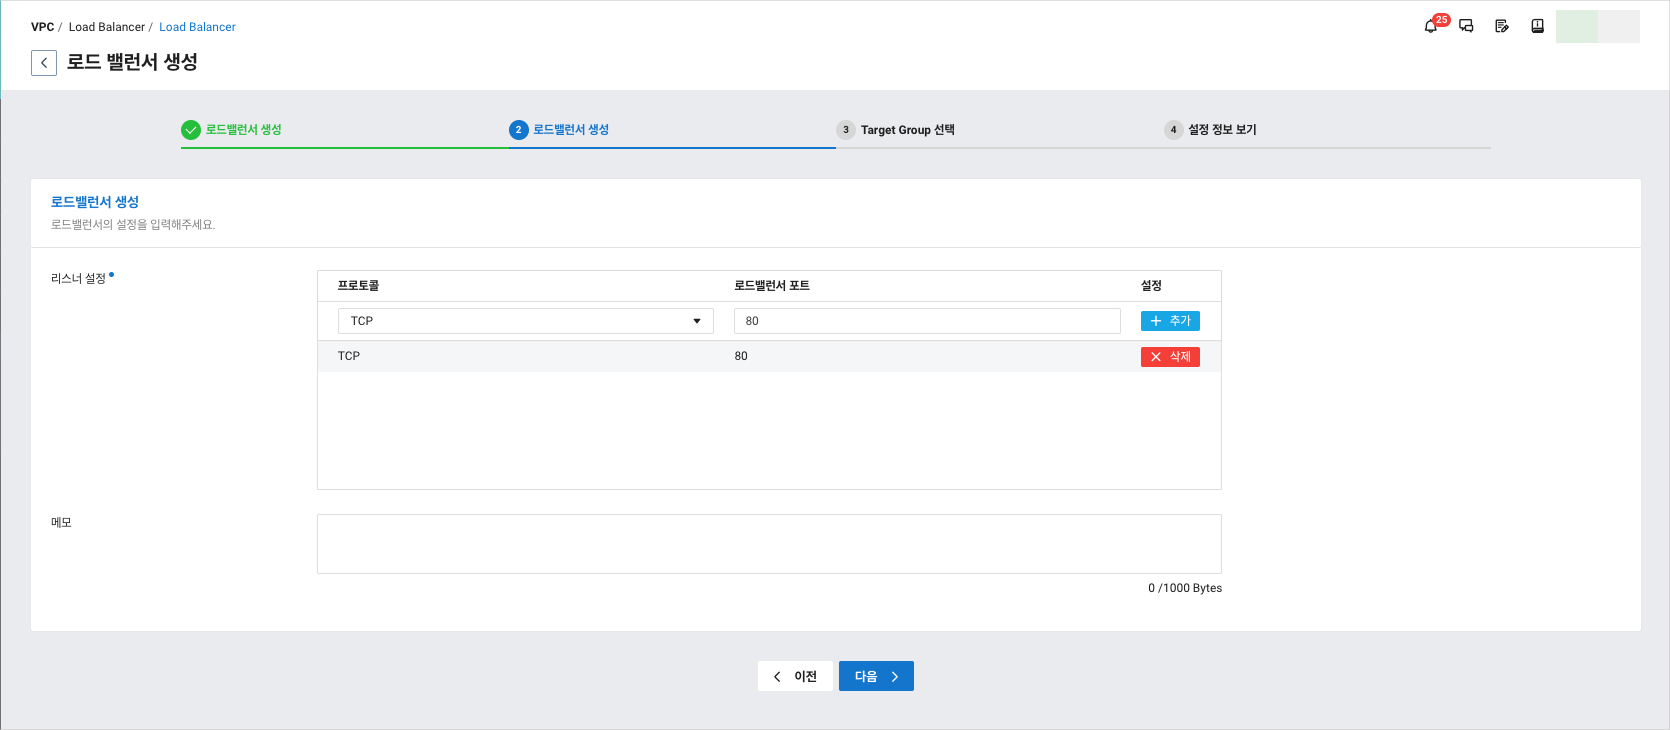 VPC / Load Balancer / Load Balancer
25
로드 밸런서 생성
로드밸런서 생성
2 로드밸런서 생성
3 Target Group 선택
4 설정 정보 보기
로드밸런서 생성
로드밸런서의 설정을 입력해주세요.
리스너 설정
프로토콜 로드밸런서 포트 설정
TCP 80 추가
TCP 80 삭제
메모
0 /1000 Bytes
이전 다음